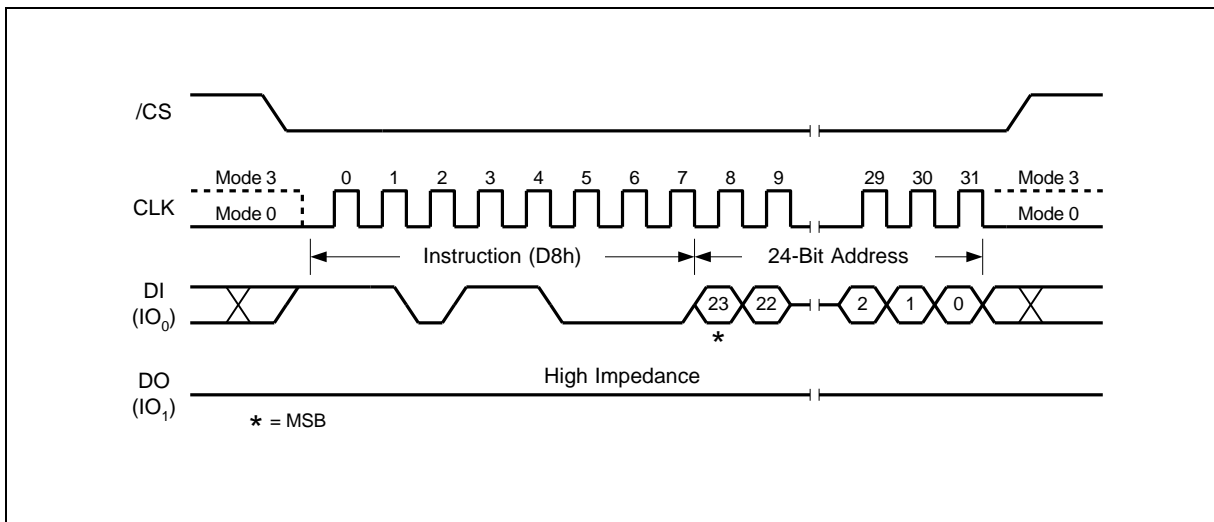 /CS
Mode 3
0 1 2 3 4 5 6 7 8 9 29 30 31
Mode 3
CLK
Mode 0
Mode 0
Instruction (D8h)
24-Bit Address
DI
(IO0)
23 22 2 1 0
*
High Impedance
DO
(IO1)
* = MSB